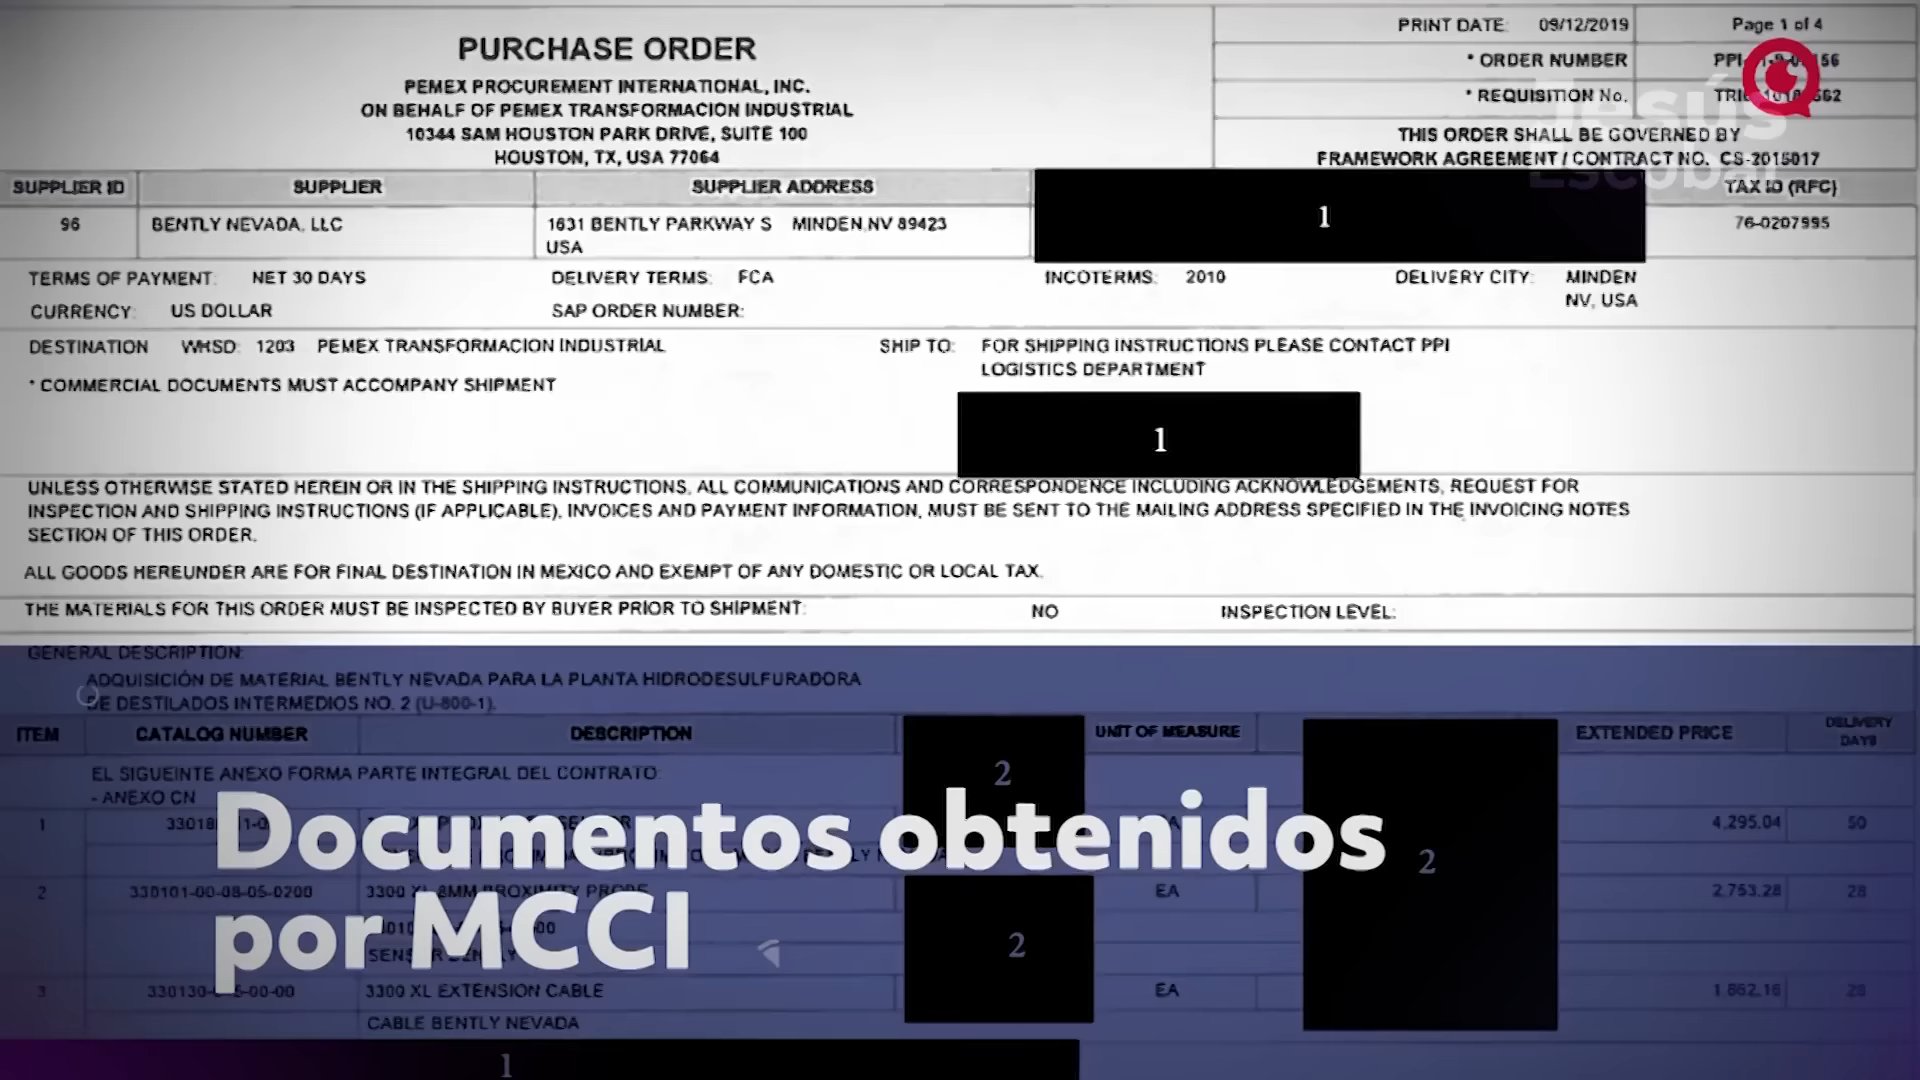 PURCHASE ORDER
PEMEX PROCUREMENT INTERNATIONAL, INC.
ON BEHALF OF PEMEX TRANSFORMACION INDUSTRIAL
10344 SAM HOUSTON PARK DRIVE, SUITE 100
HOUSTON, TX, USA 77064
PRINT DATE: 09/12/2019 Page 1 of 4
* ORDER NUMBER
* REQUISITION No.
THIS ORDER SHALL BE GOVERNED BY
FRAMEWORK AGREEMENT / CONTRACT NO. CS-2015017
Jesús
Escobar
SUPPLIER ID SUPPLIER SUPPLIER ADDRESS 1 TAX ID (RFC)
96 BENTLY NEVADA, LLC 1631 BENTLY PARKWAY S MINDEN,NV 89423 76-0207995
USA
TERMS OF PAYMENT: NET 30 DAYS DELIVERY TERMS: FCA INCOTERMS: 2010 DELIVERY CITY: MINDEN
NV, USA
CURRENCY: US DOLLAR SAP ORDER NUMBER:
DESTINATION WHSD: 1203 PEMEX TRANSFORMACION INDUSTRIAL SHIP TO: FOR SHIPPING INSTRUCTIONS PLEASE CONTACT PPI
LOGISTICS DEPARTMENT
* COMMERCIAL DOCUMENTS MUST ACCOMPANY SHIPMENT
1
UNLESS OTHERWISE STATED HEREIN OR IN THE SHIPPING INSTRUCTIONS, ALL COMMUNICATIONS AND CORRESPONDENCE INCLUDING ACKNOWLEDGEMENTS, REQUEST FOR
INSPECTION AND SHIPPING INSTRUCTIONS (IF APPLICABLE), INVOICES AND PAYMENT INFORMATION, MUST BE SENT TO THE MAILING ADDRESS SPECIFIED IN THE INVOICING NOTES
SECTION OF THIS ORDER.
ALL GOODS HEREUNDER ARE FOR FINAL DESTINATION IN MEXICO AND EXEMPT OF ANY DOMESTIC OR LOCAL TAX.
THE MATERIALS FOR THIS ORDER MUST BE INSPECTED BY BUYER PRIOR TO SHIPMENT: NO INSPECTION LEVEL:
GENERAL DESCRIPTION:
ADQUISICIÓN DE MATERIAL BENTLY NEVADA PARA LA PLANTA HIDRODESULFURADORA
DE DESTILADOS INTERMEDIOS NO. 2 (U-800-1).
ITEM CATALOG NUMBER DESCRIPTION 2 UNIT OF MEASURE 2 EXTENDED PRICE DELIVERY DAYS
EL SIGUEINTE ANEXO FORMA PARTE INTEGRAL DEL CONTRATO:
- ANEXO CN
1 4,295.04 50
Documentos obtenidos
por MCCI
2 330101-00-08-05-0200 3300 XL 8MM PROXIMITY PROBE 2 EA 2,753.28 28
3 3300 XL EXTENSION CABLE EA 1,862.16 28
CABLE BENTLY NEVADA
1